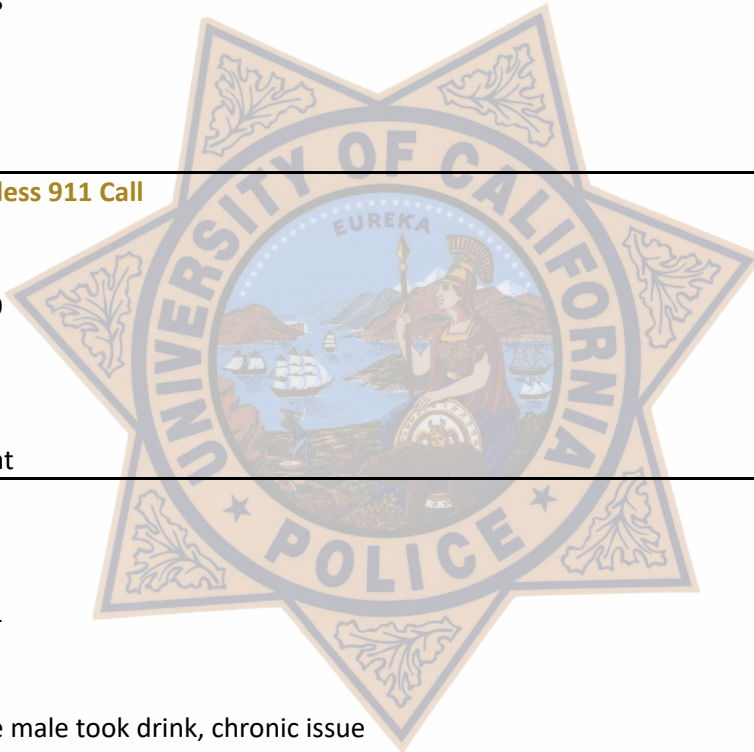 less 911 Call
UNIVERSITY OF CALIFORNIA
EUREKA
)
nt
POLICE
e male took drink, chronic issue